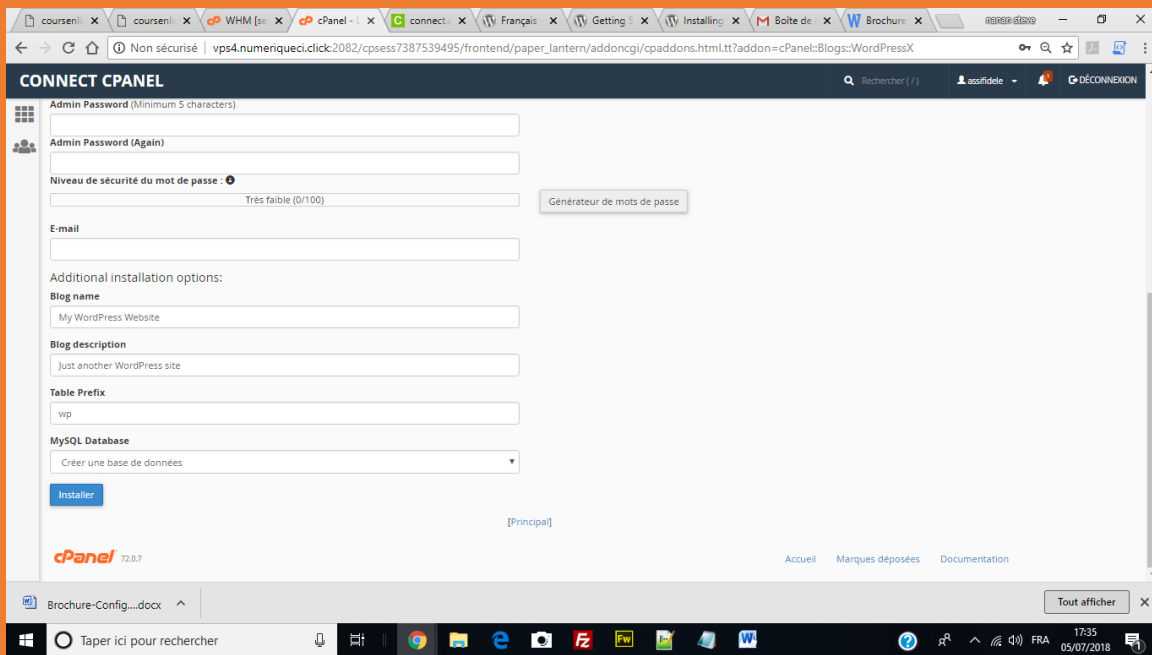 coursenli
coursenli
WHM [se
cPanel - L
connect.c
Français
Getting S
Installing
Boîte de
Brochure
nanan steve
Non sécurisé | vps4.numeriqueci.click:2082/cpsess7387539495/frontend/paper_lantern/addoncgi/cpaddons.html.tt?addon=cPanel::Blogs::WordPressX
CONNECT CPANEL
Rechercher ( / )
assifidele
1
DÉCONNEXION
Admin Password (Minimum 5 characters)
Admin Password (Again)
Niveau de sécurité du mot de passe :
Très faible (0/100)
Générateur de mots de passe
E-mail
Additional installation options:
Blog name
My WordPress Website
Blog description
Just another WordPress site
Table Prefix
wp
MySQL Database
Créer une base de données
Installer
[Principal]
cPanel 72.0.7
Accueil
Marques déposées
Documentation
Brochure-Config....docx
Tout afficher
Taper ici pour rechercher
FRA
17:35
05/07/2018